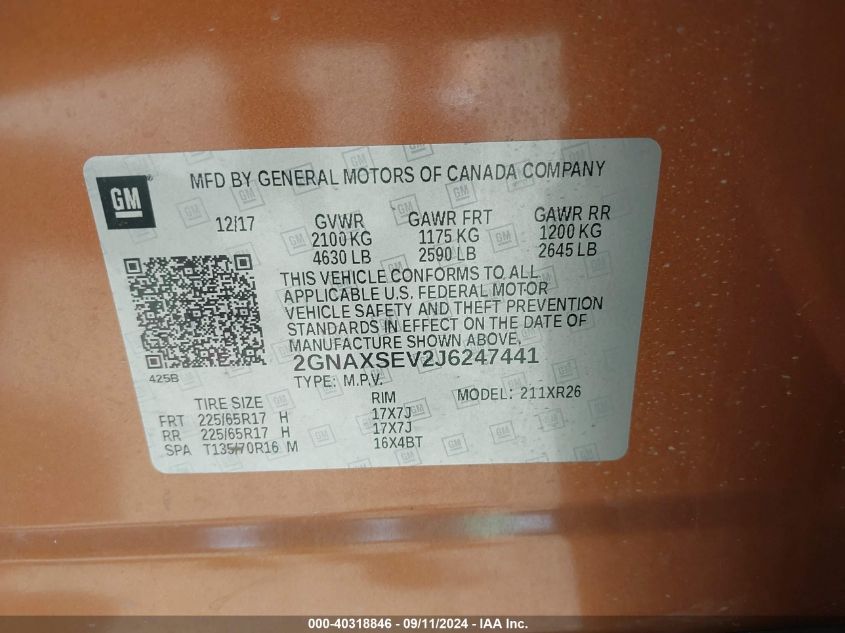 GM
MFD BY GENERAL MOTORS OF CANADA COMPANY
12/17 GVWR GAWR FRT GAWR RR
2100 KG 1175 KG 1200 KG
4630 LB 2590 LB 2645 LB
THIS VEHICLE CONFORMS TO ALL
APPLICABLE U.S. FEDERAL MOTOR
VEHICLE SAFETY AND THEFT PREVENTION
STANDARDS IN EFFECT ON THE DATE OF
MANUFACTURE SHOWN ABOVE.
2GNAXSEV2J6247441
425B
TYPE: M.P.V. MODEL: 211XR26
TIRE SIZE RIM
FRT 225/65R17 H 17X7J
RR 225/65R17 H 17X7J
SPA T135/70R16 M 16X4BT
000-40318846 - 09/11/2024 - IAA Inc.